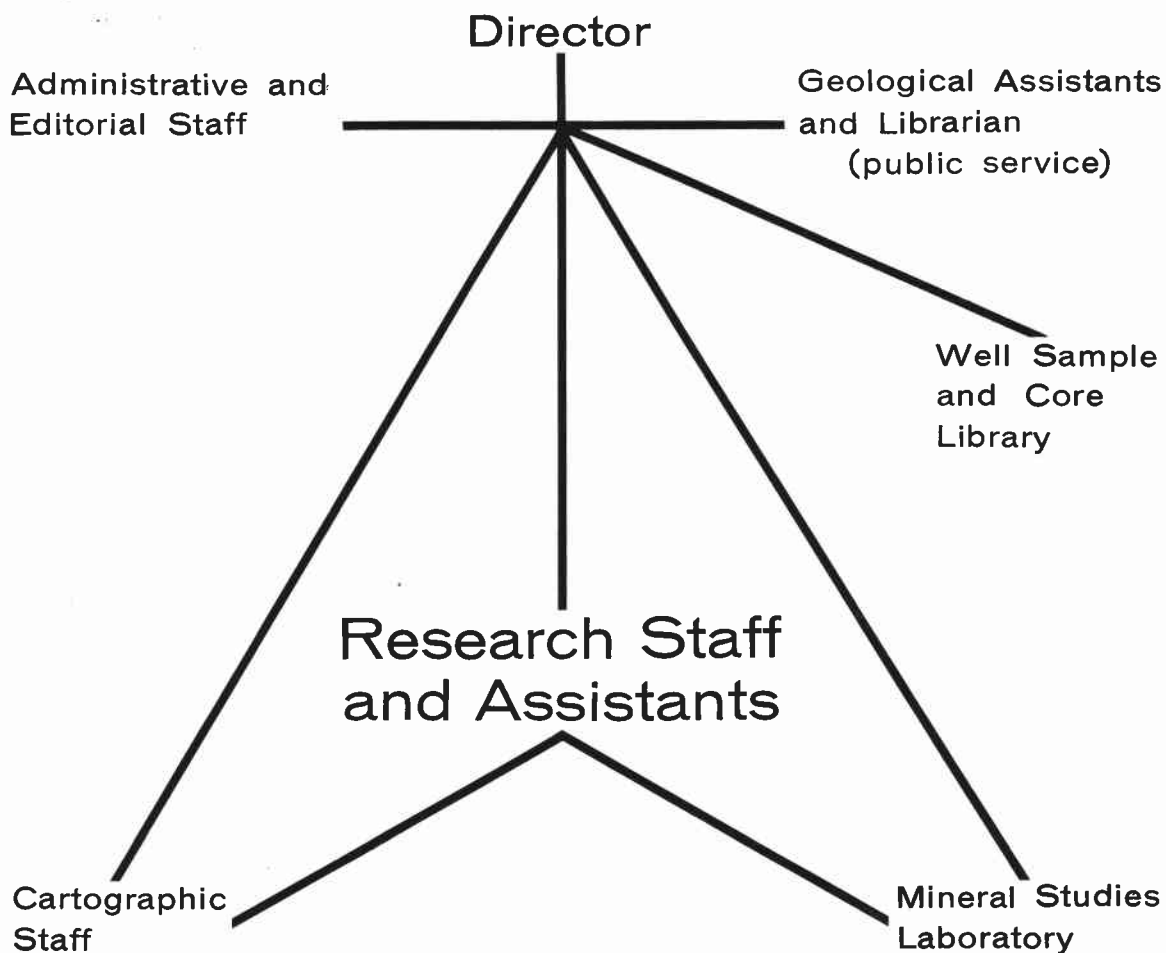 Director
Administrative and
Editorial Staff
Geological Assistants
and Librarian
(public service)
Well Sample
and Core
Library
Research Staff
and Assistants
Cartographic
Staff
Mineral Studies
Laboratory